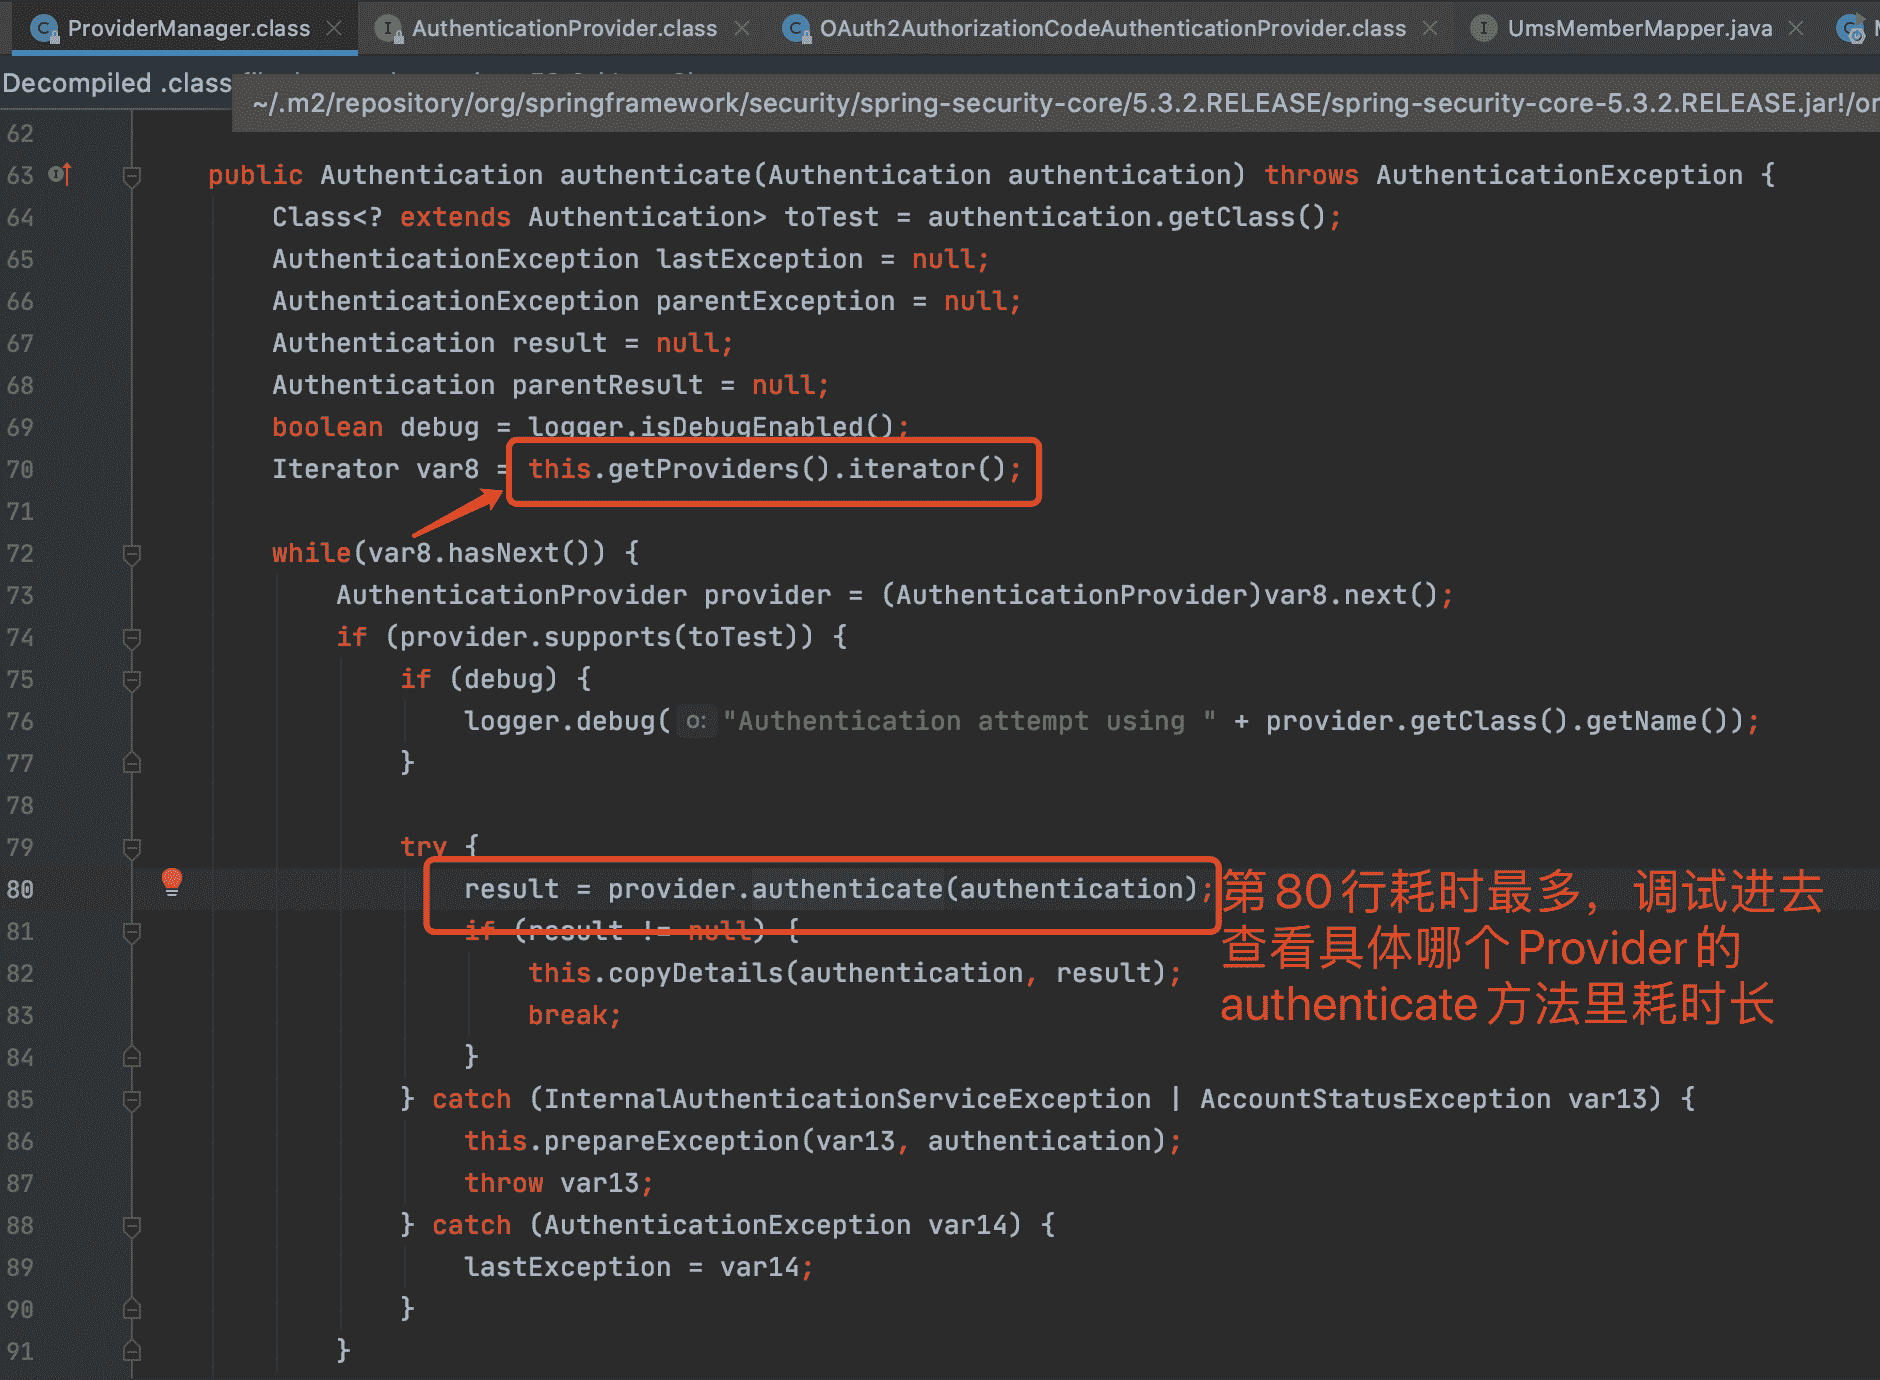 ProviderManager.class
AuthenticationProvider.class
OAuth2AuthorizationCodeAuthenticationProvider.class
UmsMemberMapper.java
Decompiled .class
~/.m2/repository/org/springframework/security/spring-security-core/5.3.2.RELEASE/spring-security-core-5.3.2.RELEASE.jar!/or
62
63 public Authentication authenticate(Authentication authentication) throws AuthenticationException {
64 Class<? extends Authentication> toTest = authentication.getClass();
65 AuthenticationException lastException = null;
66 AuthenticationException parentException = null;
67 Authentication result = null;
68 Authentication parentResult = null;
69 boolean debug = logger.isDebugEnabled();
70 Iterator var8 = this.getProviders().iterator();
71
72 while(var8.hasNext()) {
73 AuthenticationProvider provider = (AuthenticationProvider)var8.next();
74 if (provider.supports(toTest)) {
75 if (debug) {
76 logger.debug( o: "Authentication attempt using " + provider.getClass().getName());
77 }
78
79 try {
80 result = provider.authenticate(authentication);
81 if (result != null) {
82 this.copyDetails(authentication, result);
83 break;
84 }
85 } catch (InternalAuthenticationServiceException | AccountStatusException var13) {
86 this.prepareException(var13, authentication);
87 throw var13;
88 } catch (AuthenticationException var14) {
89 lastException = var14;
90 }
91 }
第80行耗时最多，调试进去
查看具体哪个Provider的
authenticate方法里耗时长